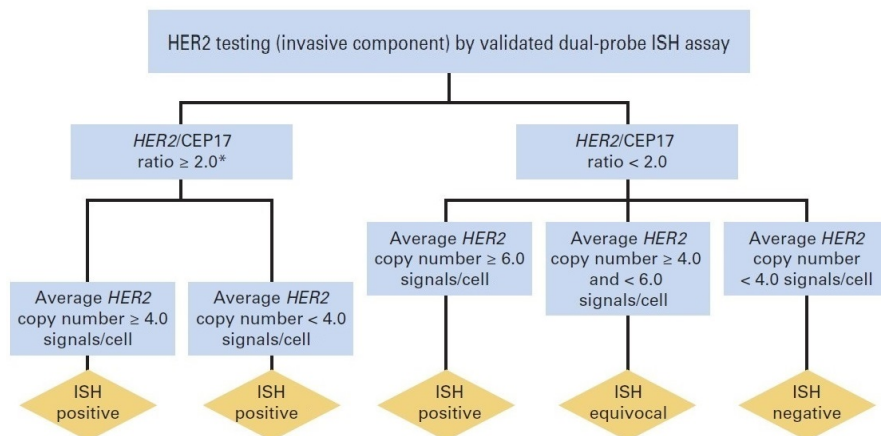 HER2 testing (invasive component) by validated dual-probe ISH assay
HER2/CEP17
ratio ≥ 2.0*
HER2/CEP17
ratio < 2.0
Average HER2
copy number ≥ 4.0
signals/cell
Average HER2
copy number < 4.0
signals/cell
Average HER2
copy number ≥ 6.0
signals/cell
Average HER2
copy number ≥ 4.0
and < 6.0
signals/cell
Average HER2
copy number
< 4.0 signals/cell
ISH
positive
ISH
positive
ISH
positive
ISH
equivocal
ISH
negative